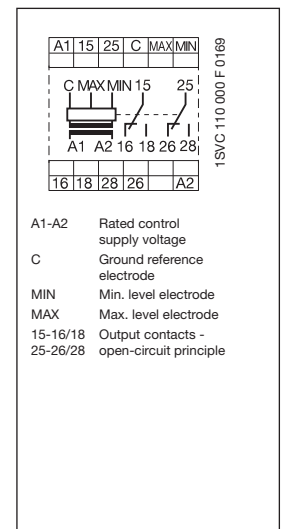 A1 15 25 C MAX MIN
C MAX MIN 15 25
A1 A2 16 18 26 28
16 18 28 26 A2
1SVC 110 000 F 0169
A1-A2 Rated control
supply voltage
C Ground reference
electrode
MIN Min. level electrode
MAX Max. level electrode
15-16/18 Output contacts -
25-26/28 open-circuit principle